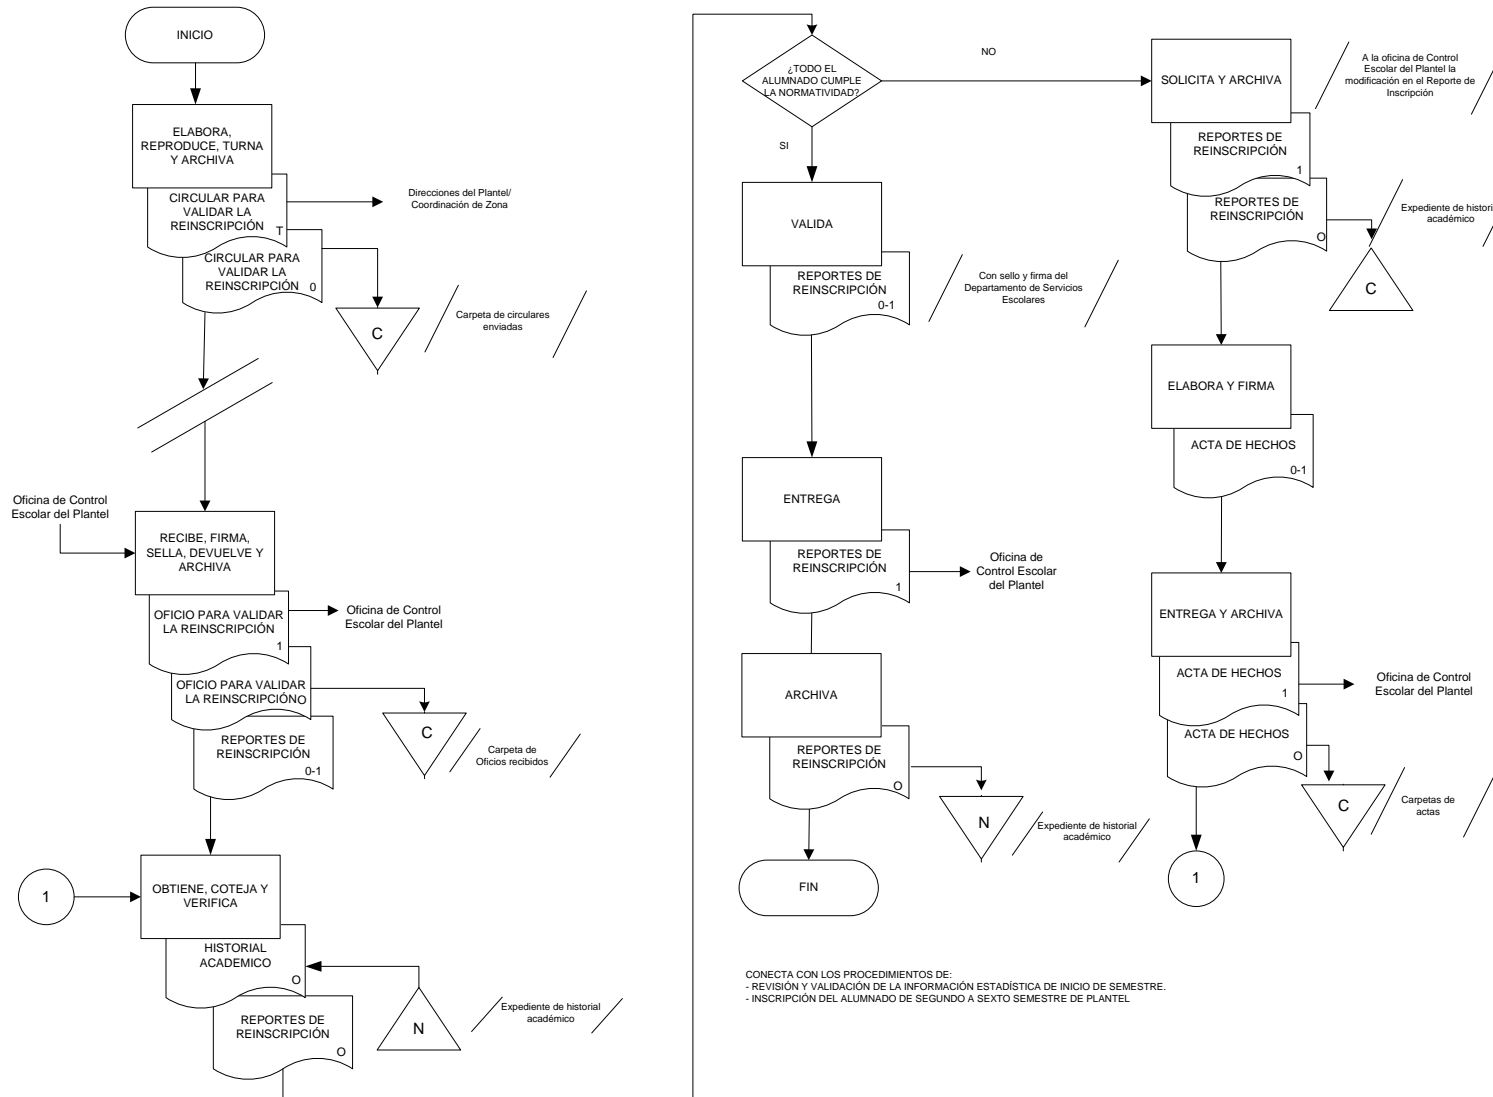 INICIO
ELABORA,
REPRODUCE, TURNA
Y ARCHIVA
CIRCULAR PARA
VALIDAR LA
REINSCRIPCIÓN
T
Direcciones del Plantel/
Coordinación de Zona
CIRCULAR PARA
VALIDAR LA
REINSCRIPCIÓN
0
C
Carpeta de circulares
enviadas
Oficina de Control
Escolar del Plantel
RECIBE, FIRMA,
SELLA, DEVUELVE Y
ARCHIVA
OFICIO PARA VALIDAR
LA REINSCRIPCIÓN
1
Oficina de Control
Escolar del Plantel
OFICIO PARA VALIDAR
LA REINSCRIPCIÓN
O
C
Carpeta de
Oficios recibidos
REPORTES DE
REINSCRIPCIÓN
0-1
1
OBTIENE, COTEJA Y
VERIFICA
HISTORIAL
ACADEMICO
O
N
Expediente de historial
académico
REPORTES DE
REINSCRIPCIÓN
O
¿TODO EL
ALUMNADO CUMPLE
LA NORMATIVIDAD?
NO
SI
VALIDA
REPORTES DE
REINSCRIPCIÓN
0-1
Con sello y firma del
Departamento de Servicios
Escolares
ENTREGA
REPORTES DE
REINSCRIPCIÓN
1
Oficina de
Control Escolar
del Plantel
ARCHIVA
REPORTES DE
REINSCRIPCIÓN
O
N
Expediente de historial
académico
FIN
SOLICITA Y ARCHIVA
A la oficina de Control
Escolar del Plantel la
modificación en el Reporte de
Inscripción
REPORTES DE
REINSCRIPCIÓN
1
REPORTES DE
REINSCRIPCIÓN
O
Expediente de histori
académico
C
ELABORA Y FIRMA
ACTA DE HECHOS
0-1
ENTREGA Y ARCHIVA
ACTA DE HECHOS
1
Oficina de Control
Escolar del Plantel
ACTA DE HECHOS
O
C
Carpetas de
actas
1
CONECTA CON LOS PROCEDIMIENTOS DE:
- REVISIÓN Y VALIDACIÓN DE LA INFORMACIÓN ESTADÍSTICA DE INICIO DE SEMESTRE.
- INSCRIPCIÓN DEL ALUMNADO DE SEGUNDO A SEXTO SEMESTRE DE PLANTEL